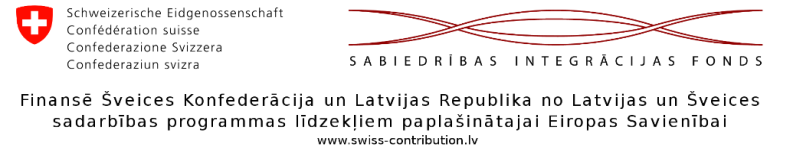 Schweizerische Eidgenossenschaft
Confédération suisse
Confederazione Svizzera
Confederaziun svizra
SABIEDRĪBAS INTEGRĀCIJAS FONDS
Finansē Šveices Konfederācija un Latvijas Republika no Latvijas un Šveices
sadarbības programmas līdzekļiem paplašinātajai Eiropas Savienībai
www.swiss-contribution.lv